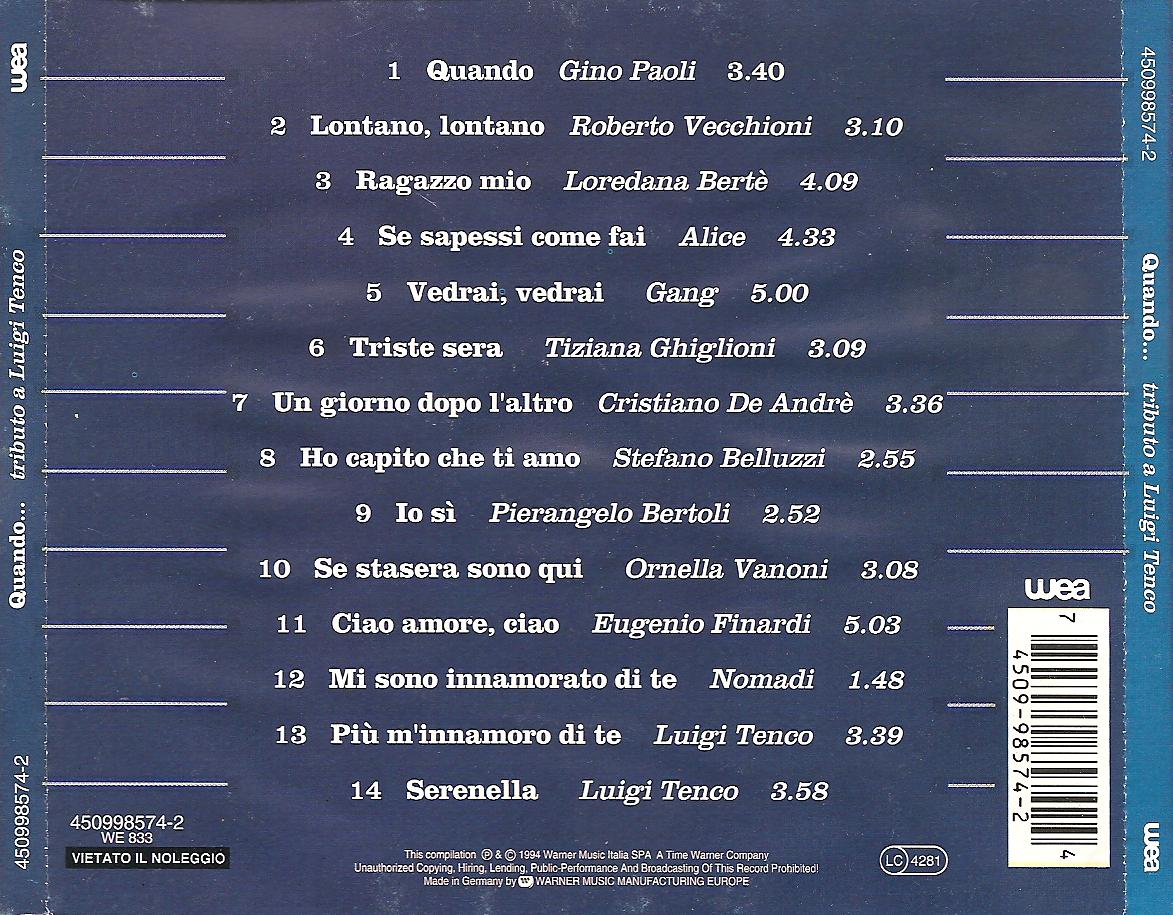 wea
Quando... tributo a Luigi Tenco
450998574-2
1 Quando Gino Paoli 3.40
2 Lontano, lontano Roberto Vecchioni 3.10
3 Ragazzo mio Loredana Bertè 4.09
4 Se sapessi come fai Alice 4.33
5 Vedrai, vedrai Gang 5.00
6 Triste sera Tiziana Ghiglioni 3.09
7 Un giorno dopo l'altro Cristiano De Andrè 3.36
8 Ho capito che ti amo Stefano Belluzzi 2.55
9 Io sì Pierangelo Bertoli 2.52
10 Se stasera sono qui Ornella Vanoni 3.08
11 Ciao amore, ciao Eugenio Finardi 5.03
12 Mi sono innamorato di te Nomadi 1.48
13 Più m'innamoro di te Luigi Tenco 3.39
14 Serenella Luigi Tenco 3.58
450998574-2
WE 833
VIETATO IL NOLEGGIO
This compilation ℗ & © 1994 Warner Music Italia SPA A Time Warner Company
Unauthorized Copying, Hiring, Lending, Public-Performance And Broadcasting Of This Record Prohibited!
Made in Germany by WARNER MUSIC MANUFACTURING EUROPE
LC 4281
wea
7 4509-98574-2 4
450998574-2
Quando... tributo a Luigi Tenco
wea